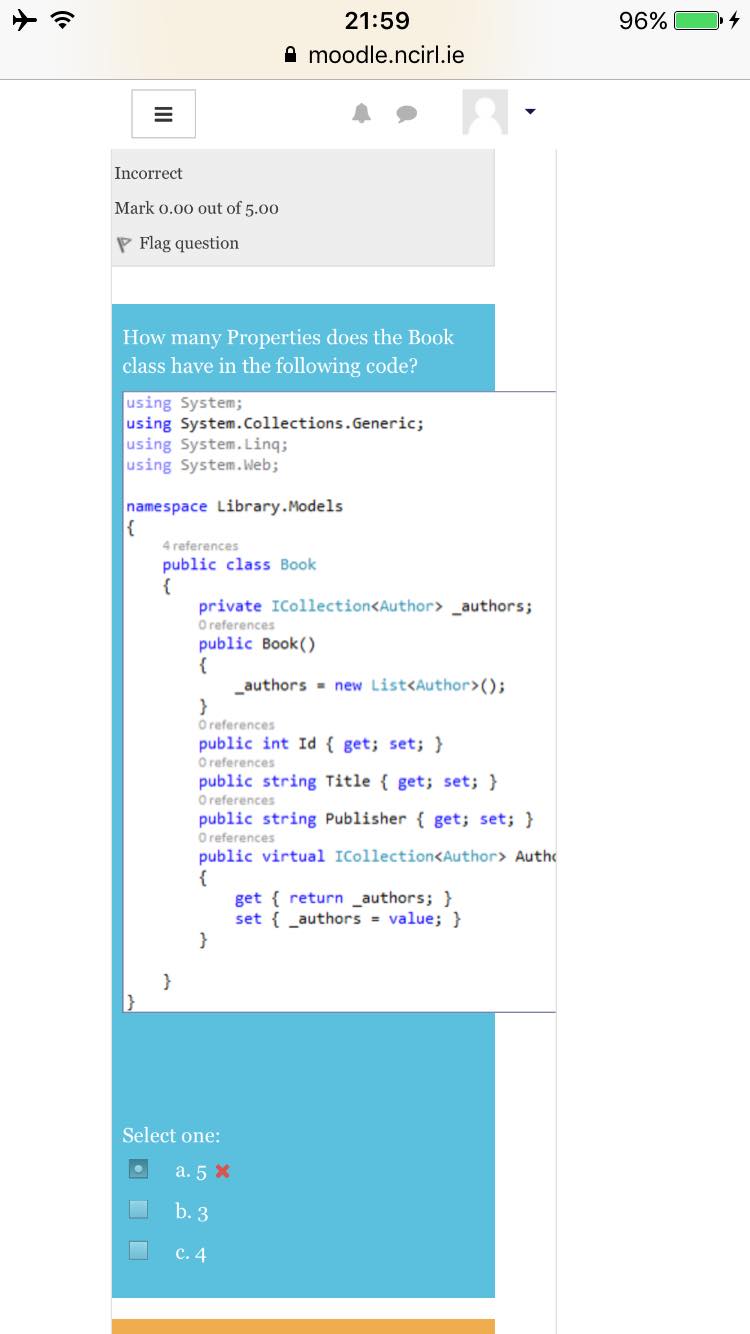 21:59
96%
moodle.ncirl.ie
Incorrect
Mark 0.00 out of 5.00
Flag question
How many Properties does the Book
class have in the following code?
using System;
using System.Collections.Generic;
using System.Linq;
using System.Web;
namespace Library.Models
{
4 references
public class Book
{
private ICollection<Author> _authors;
0 references
public Book()
{
_authors = new List<Author>();
}
0 references
public int Id { get; set; }
0 references
public string Title { get; set; }
0 references
public string Publisher { get; set; }
0 references
public virtual ICollection<Author>
{
get { return _authors; }
set { _authors = value; }
}
}
}
Select one:
a. 5
b. 3
c. 4